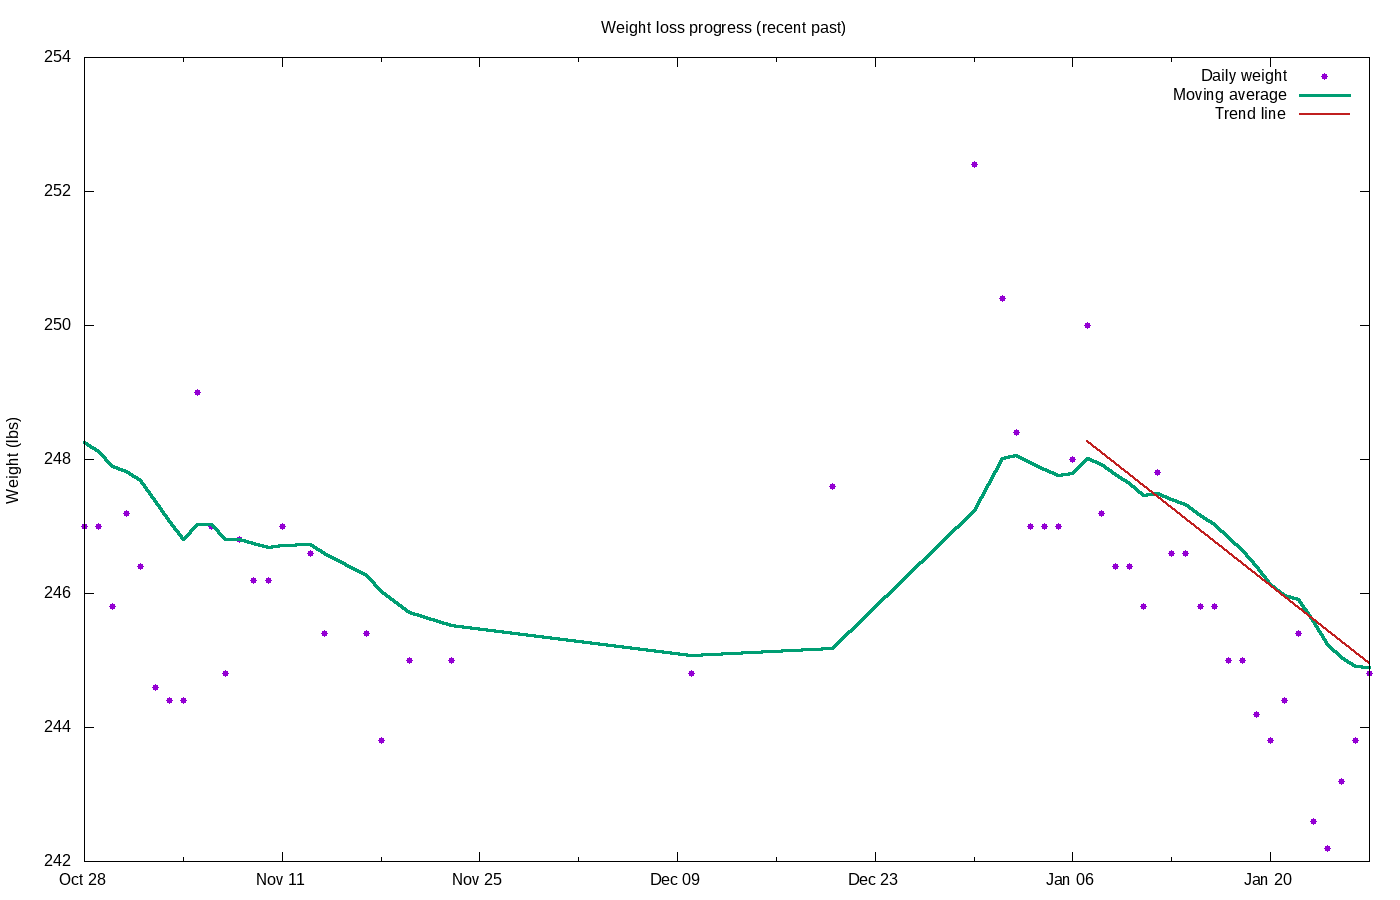 Weight loss progress (recent past)
254
252
250
248
246
244
242
Weight (lbs)
Daily weight
Moving average
Trend line
Oct 28 Nov 11 Nov 25 Dec 09 Dec 23 Jan 06 Jan 20